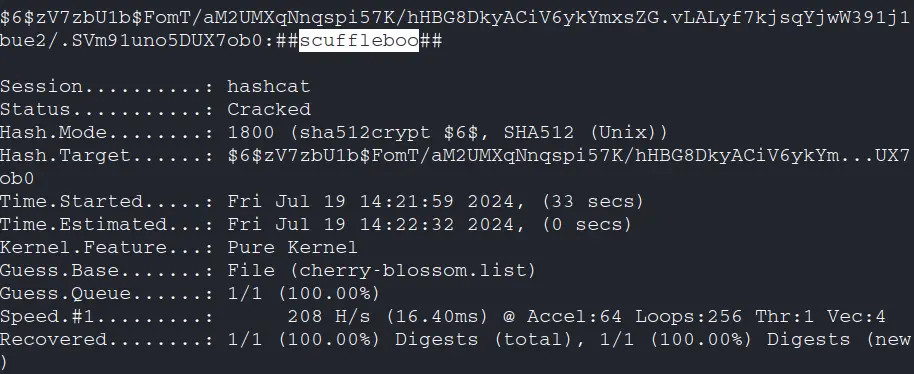 $6$zV7zbU1b$FomT/aM2UMXqNnqspi57K/hHBG8DkyACiV6ykYmxsZG.vLALyf7kjsqYjwW391j1
bue2/.SVm91uno5DUX7ob0:##scuffleboo##
Session..........: hashcat
Status...........: Cracked
Hash.Mode........: 1800 (sha512crypt $6$, SHA512 (Unix))
Hash.Target......: $6$zV7zbU1b$FomT/aM2UMXqNnqspi57K/hHBG8DkyACiV6ykYm...UX7
ob0
Time.Started.....: Fri Jul 19 14:21:59 2024, (33 secs)
Time.Estimated...: Fri Jul 19 14:22:32 2024, (0 secs)
Kernel.Feature...: Pure Kernel
Guess.Base.......: File (cherry-blossom.list)
Guess.Queue......: 1/1 (100.00%)
Speed.#1.........:      208 H/s (16.40ms) @ Accel:64 Loops:256 Thr:1 Vec:4
Recovered........: 1/1 (100.00%) Digests (total), 1/1 (100.00%) Digests (new
)